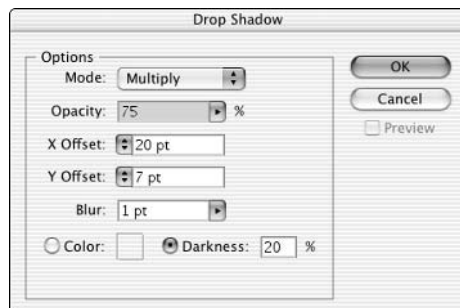 Drop Shadow
Options
Mode: Multiply
Opacity: 75 %
X Offset: 20 pt
Y Offset: 7 pt
Blur: 1 pt
Color: Darkness: 20 %
OK
Cancel
Preview